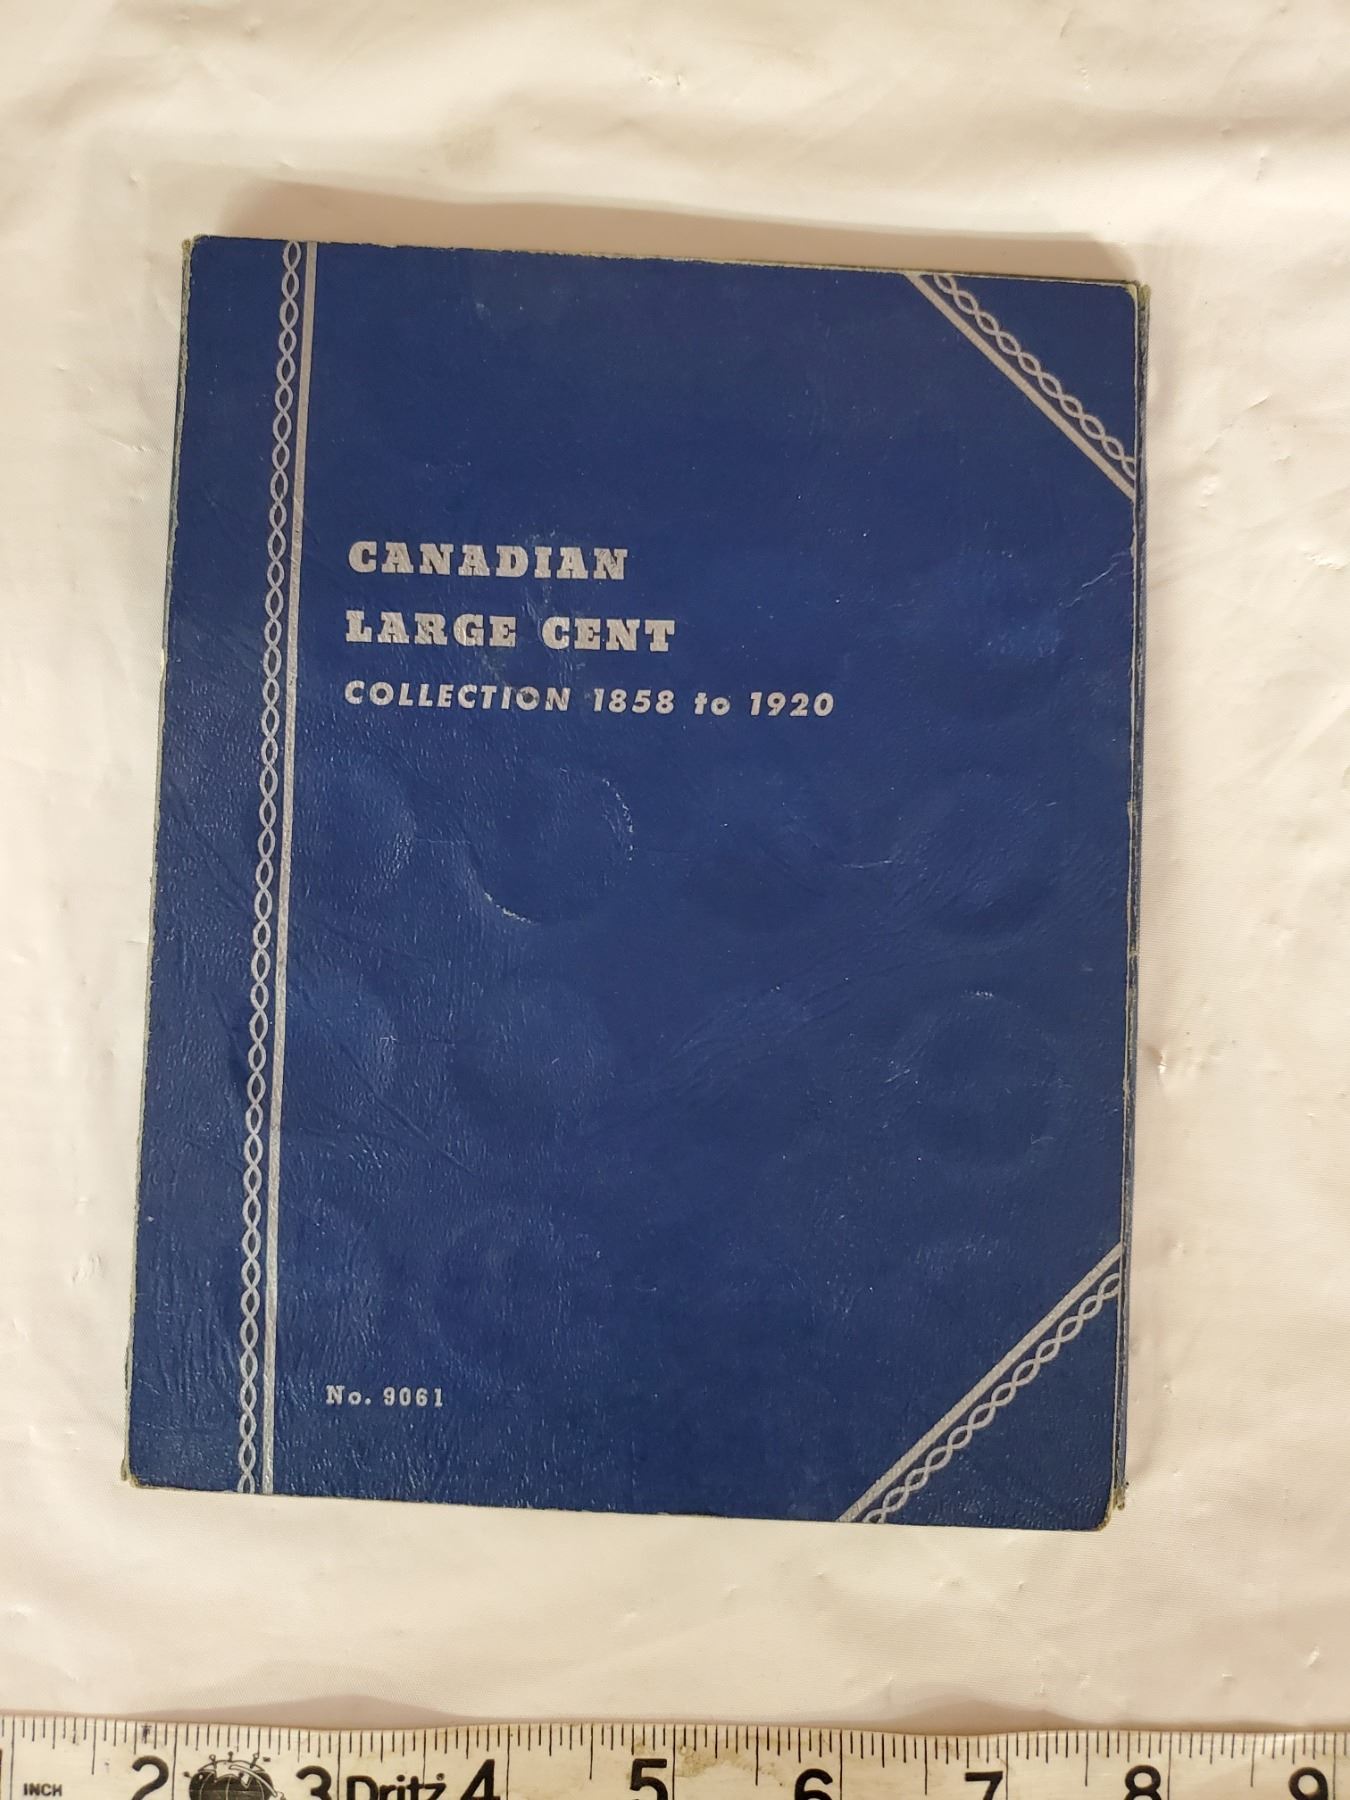 CANADIAN
LARGE CENT
COLLECTION 1858 to 1920
No. 9061
INCH 2 3 Dritz 4 5 6 7 8 9